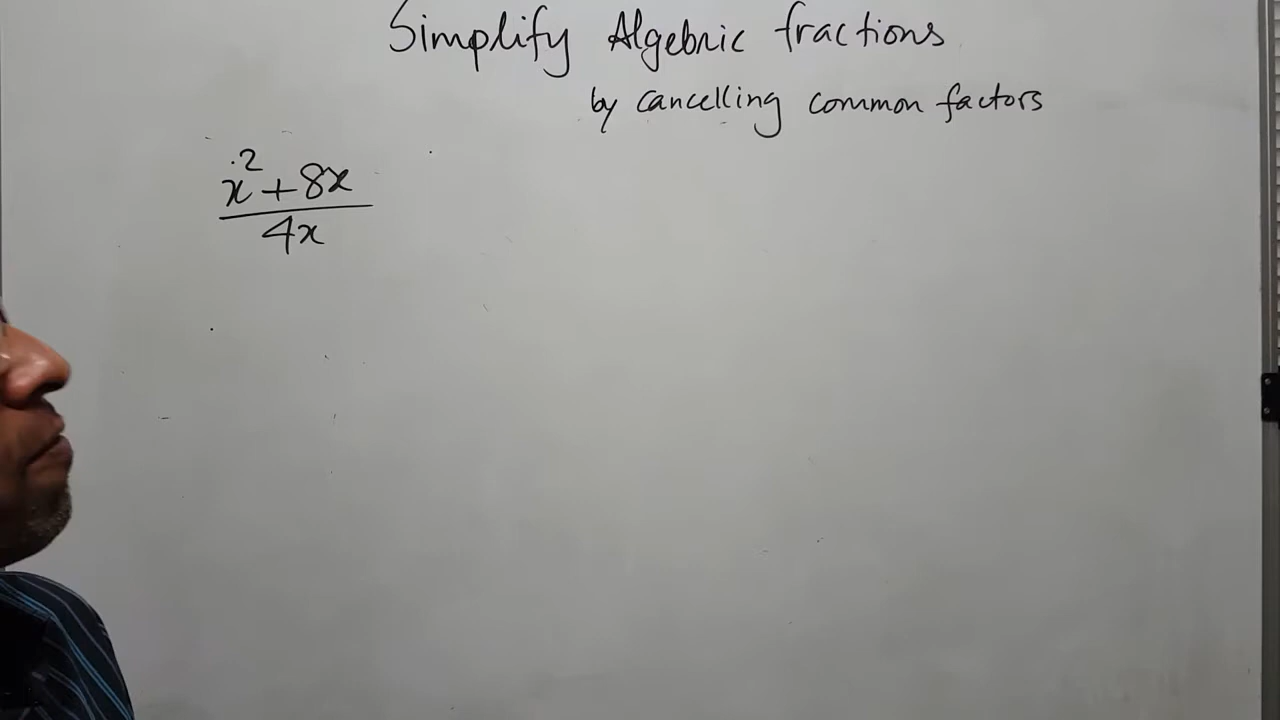 Simplify Algebric fractions
by cancelling common factors
x² + 8x
4x